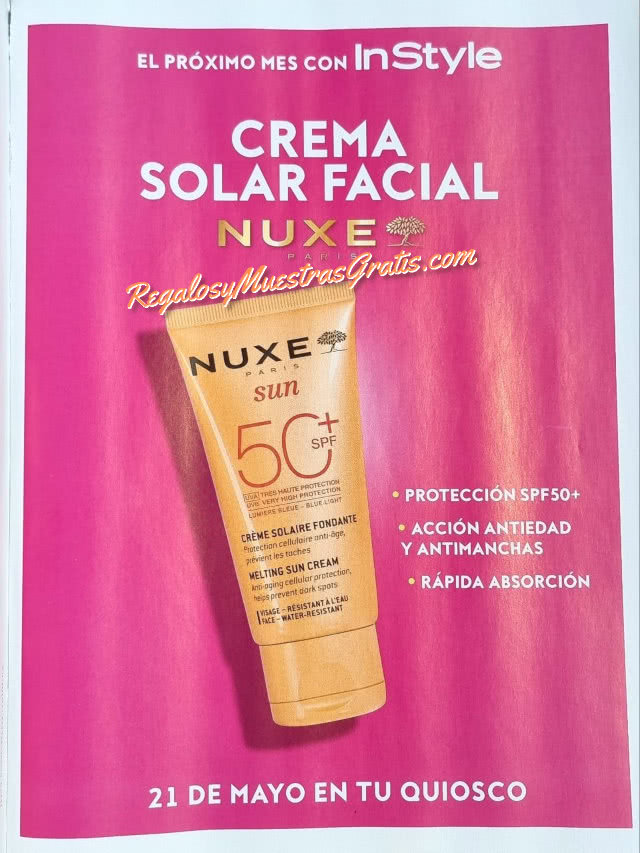 EL PRÓXIMO MES CON InStyle
CREMA
SOLAR FACIAL
NUXE
PARIS
RegalosyMuestrasGratis.com
NUXE
PARIS
sun
50+
SPF
UVA TRÈS HAUTE PROTECTION
UVB VERY HIGH PROTECTION
LUMIÈRE BLEUE - BLUE LIGHT
CRÈME SOLAIRE FONDANTE
Protection cellulaire anti-âge,
prévient les taches
MELTING SUN CREAM
Anti-aging cellular protection,
helps prevent dark spots
VISAGE - RÉSISTANT À L'EAU
FACE - WATER-RESISTANT
• PROTECCIÓN SPF50+
• ACCIÓN ANTIEDAD
Y ANTIMANCHAS
• RÁPIDA ABSORCIÓN
21 DE MAYO EN TU QUIOSCO